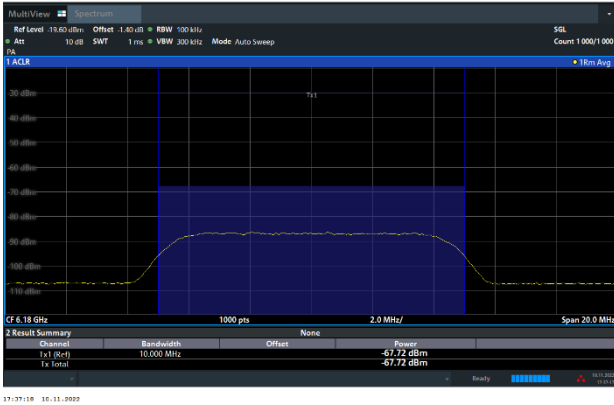 MultiView Spectrum
Ref Level -19.60 dBm Offset -1.40 dB RBW 100 kHz SGL
Att 10 dB SWT 1 ms VBW 300 kHz Mode Auto Sweep Count 1000/1000
PA
1 ACLR 1Rm Avg
Tx1
-30 dBm
-40 dBm
-50 dBm
-60 dBm
-70 dBm
-80 dBm
-90 dBm
-100 dBm
-110 dBm
CF 6.18 GHz 1000 pts 2.0 MHz/ Span 20.0 MHz
2 Result Summary None
Channel Bandwidth Offset Power
Tx1 (Ref) 10.000 MHz -67.72 dBm
Tx Total -67.72 dBm
Ready 10.11.2022
17:37:18 10.11.2022